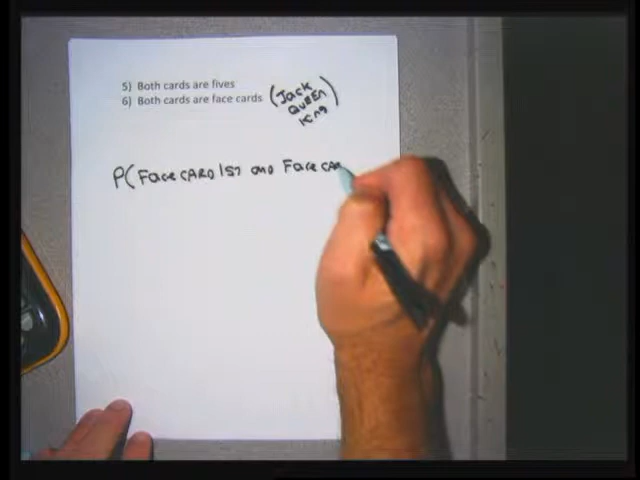 5) Both cards are fives
6) Both cards are face cards (Jack
Queen
King)
P(Face CARD 1ST AND Face CAR